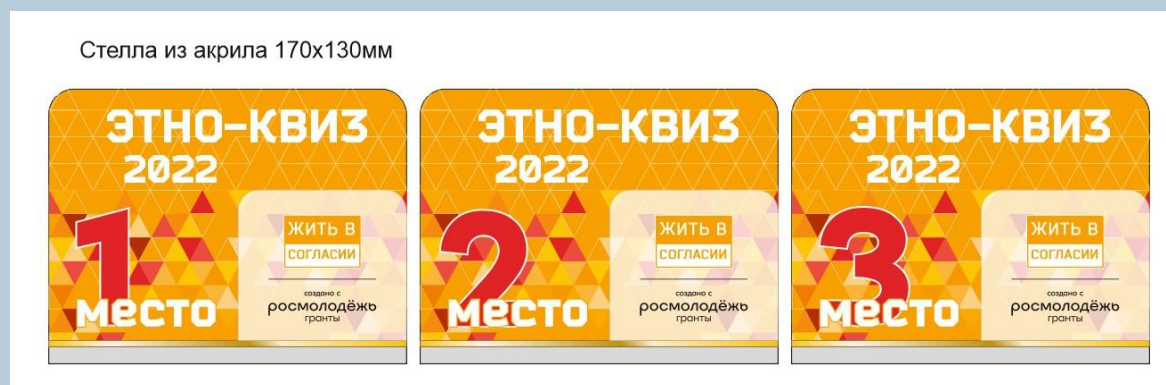 Стелла из акрила 170х130мм
ЭТНО-КВИЗ
2022
1
место
ЖИТЬ В
СОГЛАСИИ
создано с
росмолодёжь
гранты
ЭТНО-КВИЗ
2022
2
место
ЖИТЬ В
СОГЛАСИИ
создано с
росмолодёжь
гранты
ЭТНО-КВИЗ
2022
3
место
ЖИТЬ В
СОГЛАСИИ
создано с
росмолодёжь
гранты